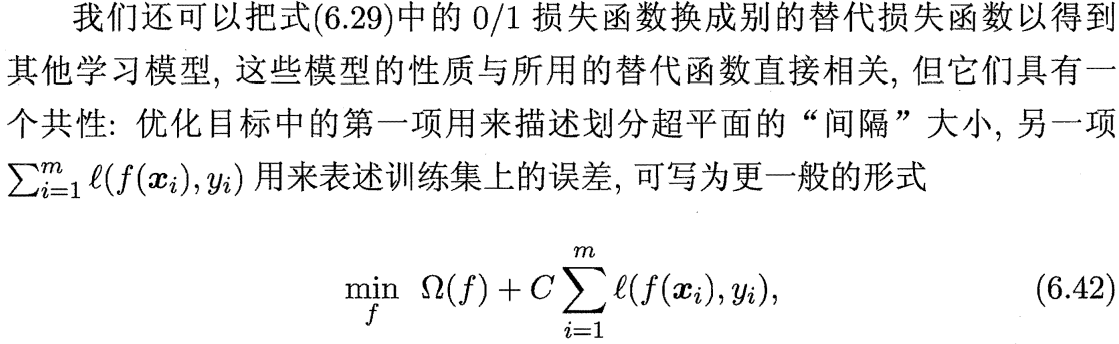 我们还可以把式(6.29)中的 0/1 损失函数换成别的替代损失函数以得到
其他学习模型, 这些模型的性质与所用的替代函数直接相关, 但它们具有一
个共性: 优化目标中的第一项用来描述划分超平面的“间隔”大小, 另一项
$\sum_{i=1}^{m} \ell(f(\boldsymbol{x}_i), y_i)$ 用来表述训练集上的误差, 可写为更一般的形式
$\min_{f} \ \Omega(f) + C \sum_{i=1}^{m} \ell(f(\boldsymbol{x}_i), y_i),$ (6.42)